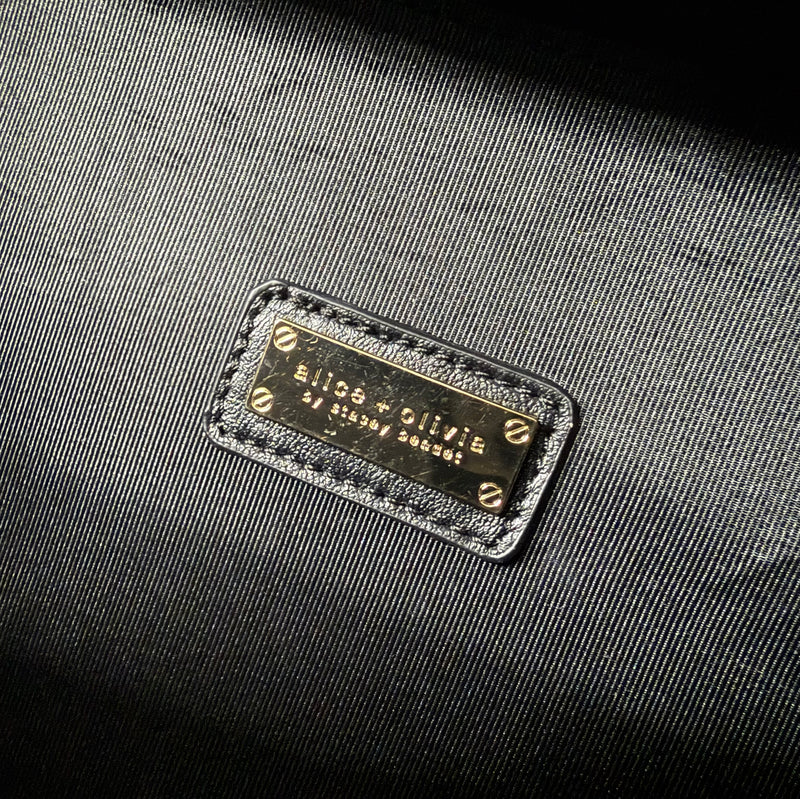 alice + olivia
by stacey bendet